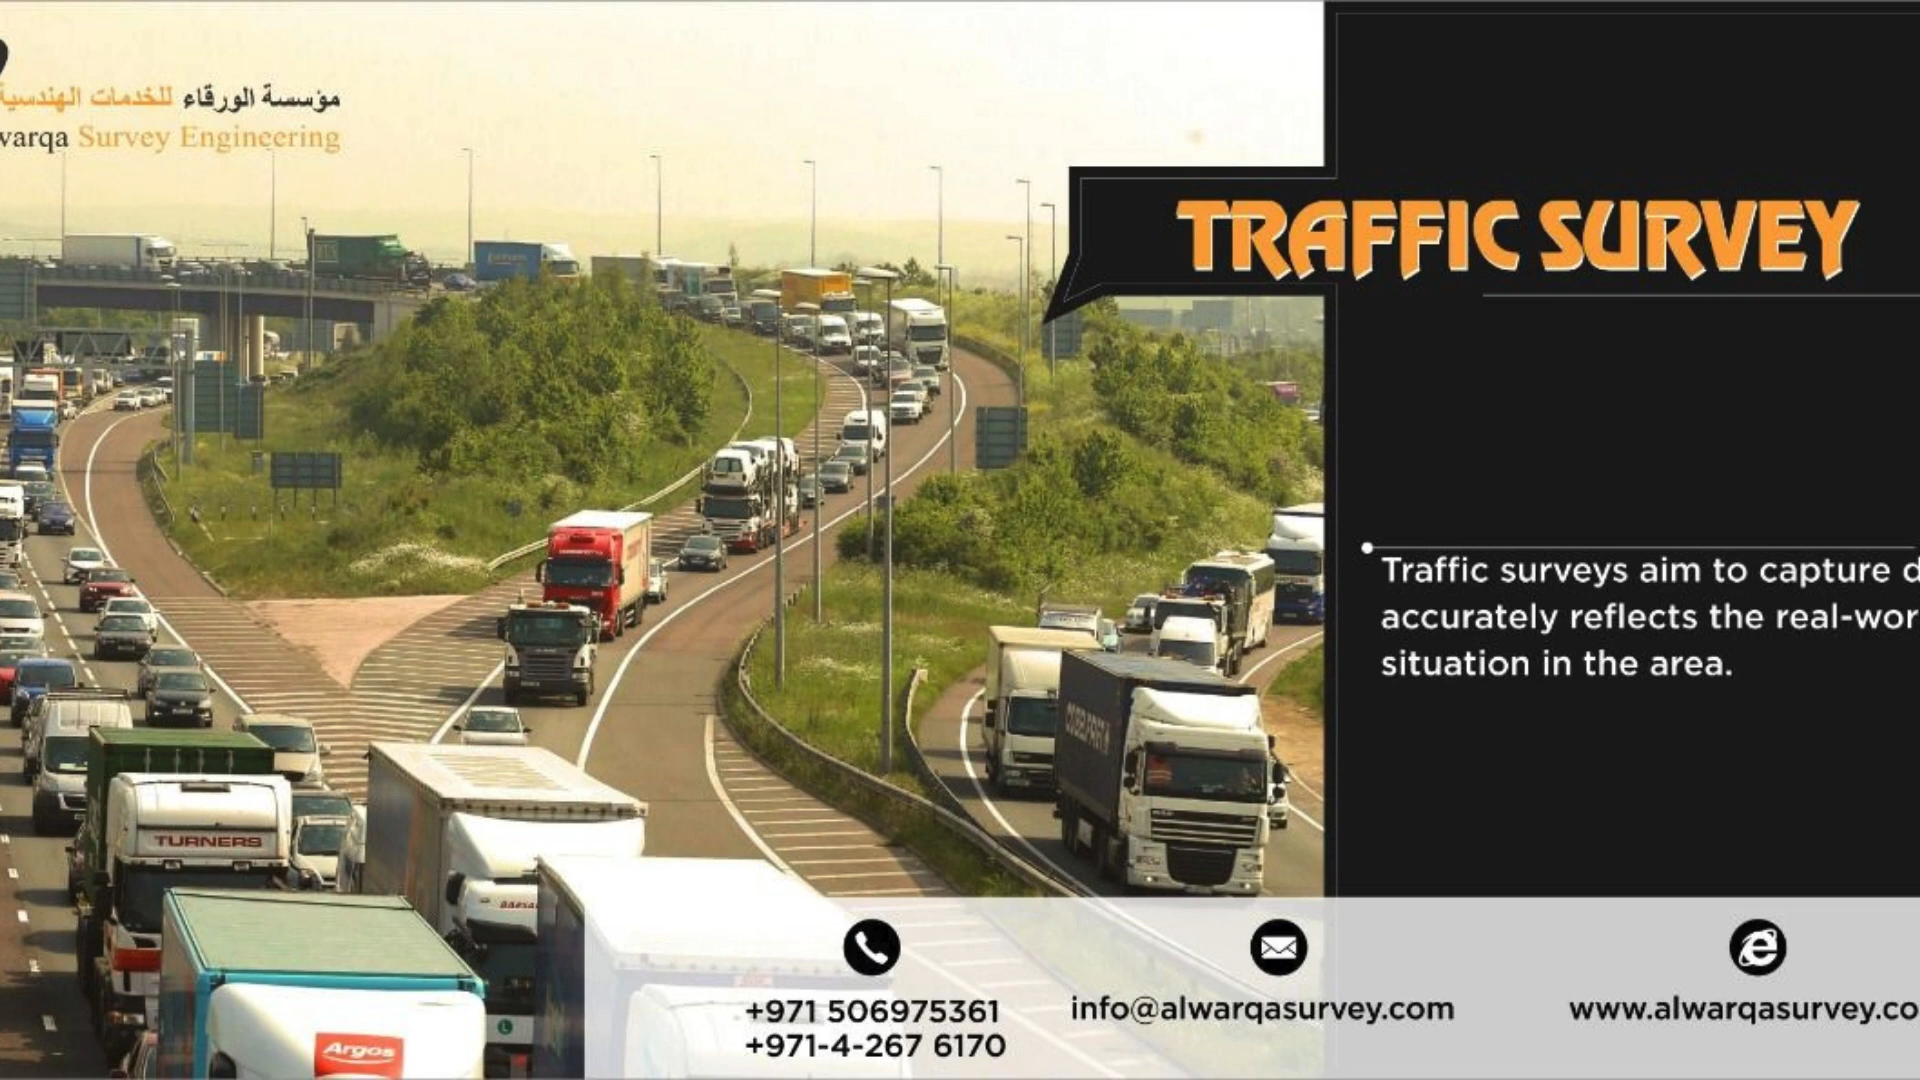 مؤسسة الورقاء للخدمات الهندسية
warqa Survey Engineering
TRAFFIC SURVEY
Traffic surveys aim to capture d
accurately reflects the real-wor
situation in the area.
TURNERS
Argos
+971 506975361
+971-4-267 6170
info@alwarqasurvey.com
www.alwarqasurvey.co